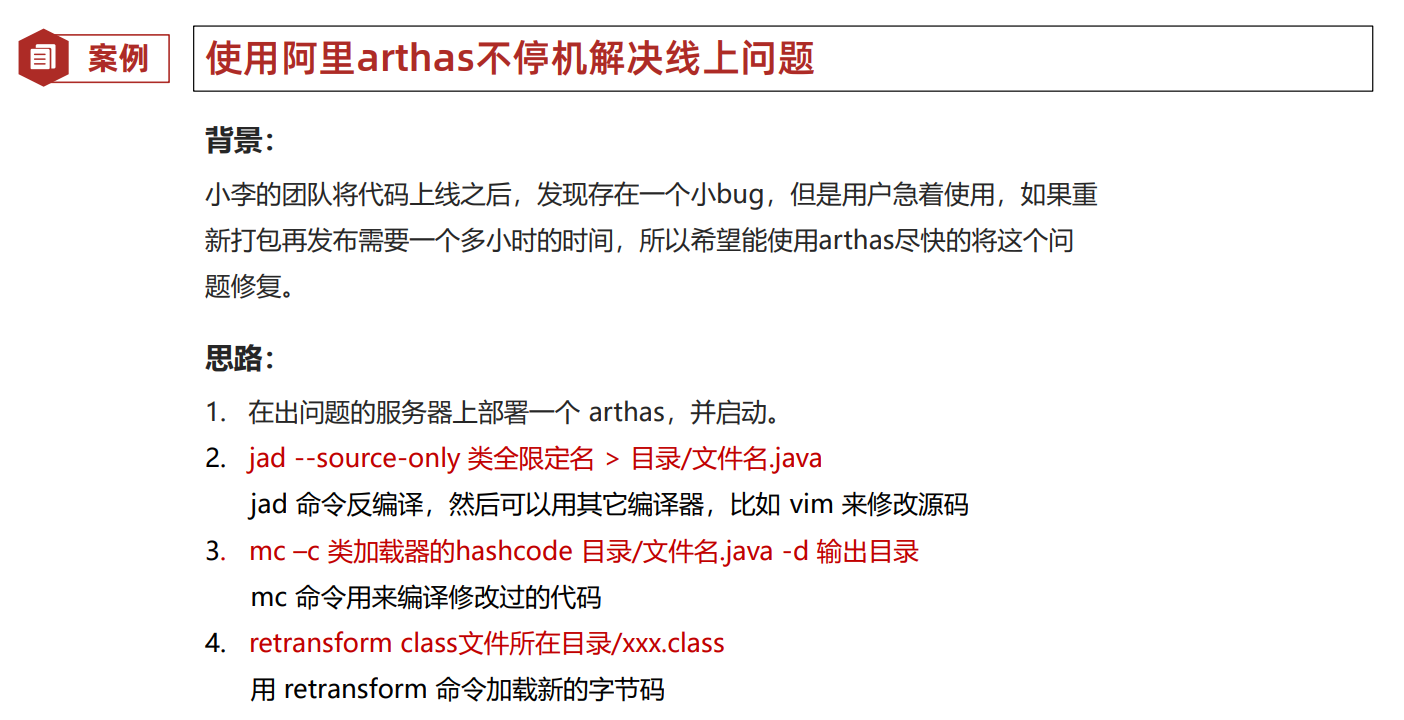 案例
使用阿里arthas不停机解决线上问题
背景：
小李的团队将代码上线之后，发现存在一个小bug，但是用户急着使用，如果重
新打包再发布需要一个多小时的时间，所以希望能使用arthas尽快的将这个问
题修复。
思路：
1. 在出问题的服务器上部署一个 arthas，并启动。
2. jad --source-only 类全限定名 > 目录/文件名.java
jad 命令反编译，然后可以用其它编译器，比如 vim 来修改源码
3. mc –c 类加载器的hashcode 目录/文件名.java -d 输出目录
mc 命令用来编译修改过的代码
4. retransform class文件所在目录/xxx.class
用 retransform 命令加载新的字节码